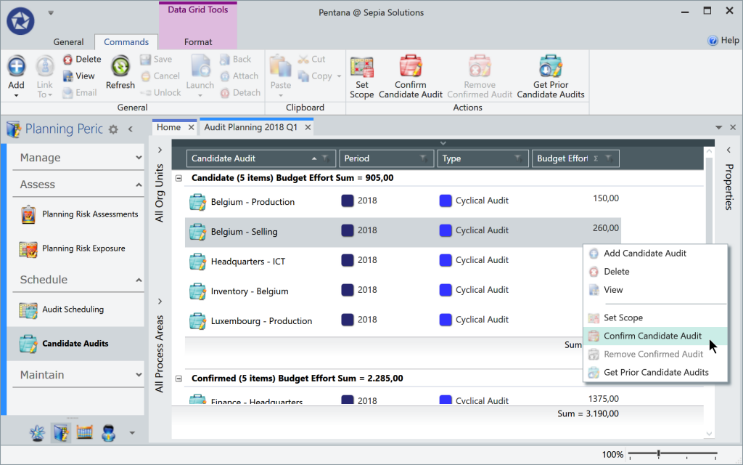 Data Grid Tools
Pentana @ Sepia Solutions
General
Commands
Format
Help
Add
Link To
Delete
View
Email
Refresh
Save
Cancel
Unlock
Launch
Back
Attach
Detach
General
Paste
Cut
Copy
Clipboard
Set Scope
Confirm Candidate Audit
Remove Confirmed Audit
Get Prior Candidate Audits
Actions
Planning Peric
Home
Audit Planning 2018 Q1
Manage
Assess
Planning Risk Assessments
Planning Risk Exposure
Schedule
Audit Scheduling
Candidate Audits
Maintain
All Org Units
All Process Areas
Properties
Candidate Audit Period Type Budget Effort Σ
Candidate (5 items) Budget Effort Sum = 905,00
Belgium - Production 2018 Cyclical Audit 150,00
Belgium - Selling 2018 Cyclical Audit 260,00
Headquarters - ICT 2018 Cyclical Audit
Inventory - Belgium 2018 Cyclical Audit
Luxembourg - Production 2018 Cyclical Audit
Sum
Confirmed (5 items) Budget Effort Sum = 2.285,00
Finance - Headquarters 2018 Cyclical Audit 1375,00
Sum = 3.190,00
Add Candidate Audit
Delete
View
Set Scope
Confirm Candidate Audit
Remove Confirmed Audit
Get Prior Candidate Audits
100%